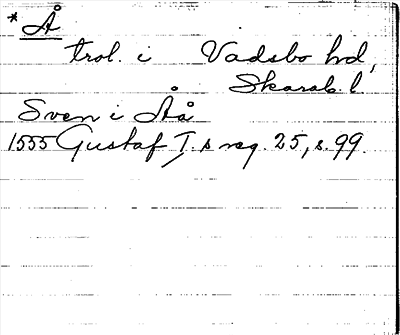 * Å
trol. i Vadsbo hd,
Skarab. l
Sven i Åå
1555 Gustaf I.s reg. 25, s. 99.